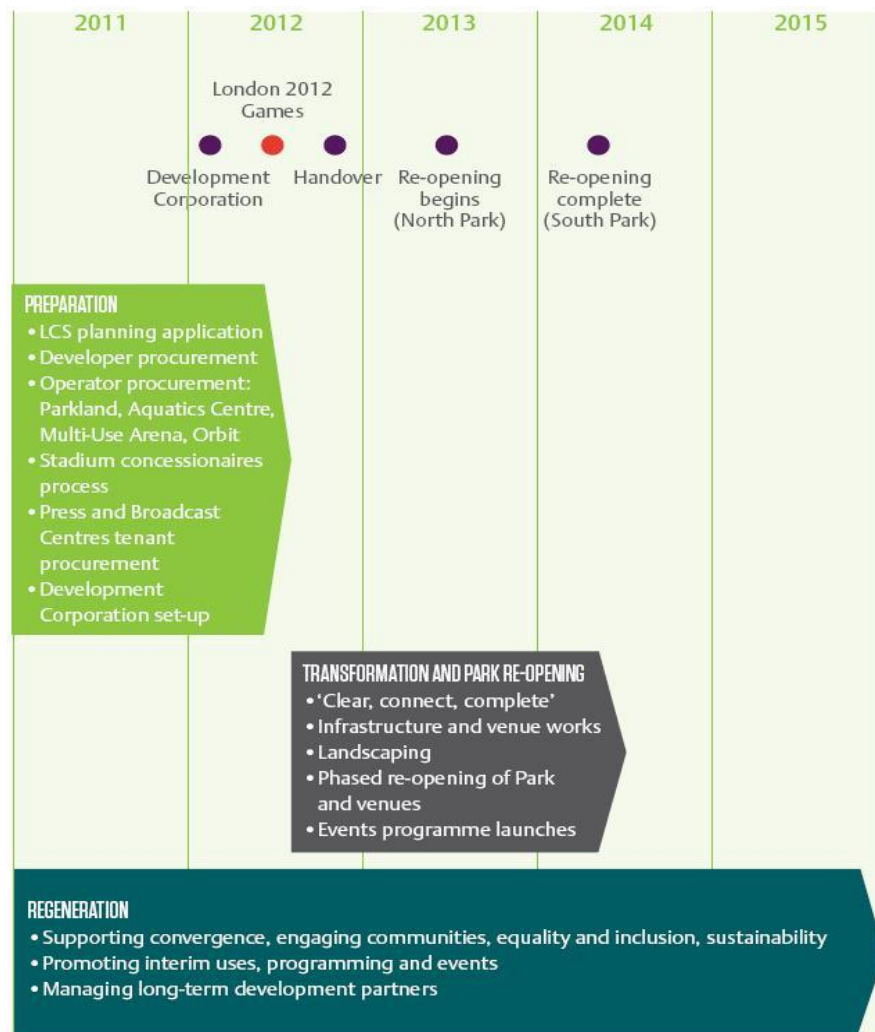 2011 2012 2013 2014 2015
London 2012
Games
Development
Corporation
Handover
Re-opening
begins
(North Park)
Re-opening
complete
(South Park)
PREPARATION
• LCS planning application
• Developer procurement
• Operator procurement:
Parkland, Aquatics Centre,
Multi-Use Arena, Orbit
• Stadium concessionaires
process
• Press and Broadcast
Centres tenant
procurement
• Development
Corporation set-up
TRANSFORMATION AND PARK RE-OPENING
• ‘Clear, connect, complete’
• Infrastructure and venue works
• Landscaping
• Phased re-opening of Park
and venues
• Events programme launches
REGENERATION
• Supporting convergence, engaging communities, equality and inclusion, sustainability
• Promoting interim uses, programming and events
• Managing long-term development partners